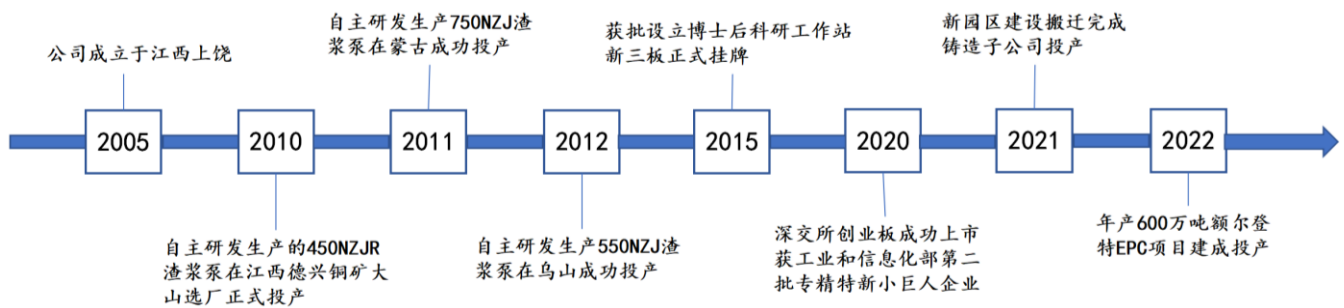 公司成立于江西上饶
自主研发生产750NZJ渣
浆泵在蒙古成功投产
获批设立博士后科研工作站
新三板正式挂牌
新园区建设搬迁完成
铸造子公司投产
2005
2010
2011
2012
2015
2020
2021
2022
自主研发生产的450NZJR
渣浆泵在江西德兴铜矿大
山选厂正式投产
自主研发生产550NZJ渣
浆泵在乌山成功投产
深交所创业板成功上市
获工业和信息化部第二
批专精特新小巨人企业
年产600万吨额尔登
特EPC项目建成投产